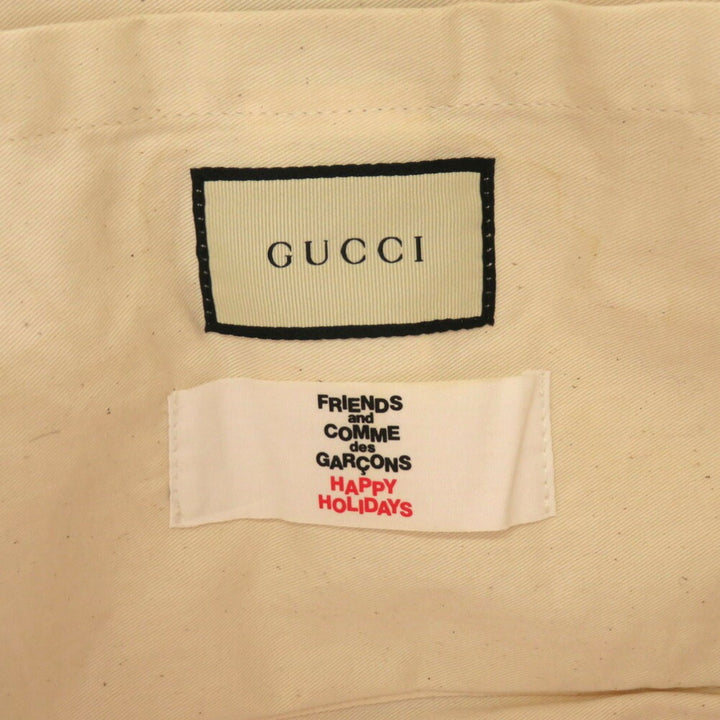 GUCCI
FRIENDS
and
COMME
des
GARÇONS
HAPPY
HOLIDAYS